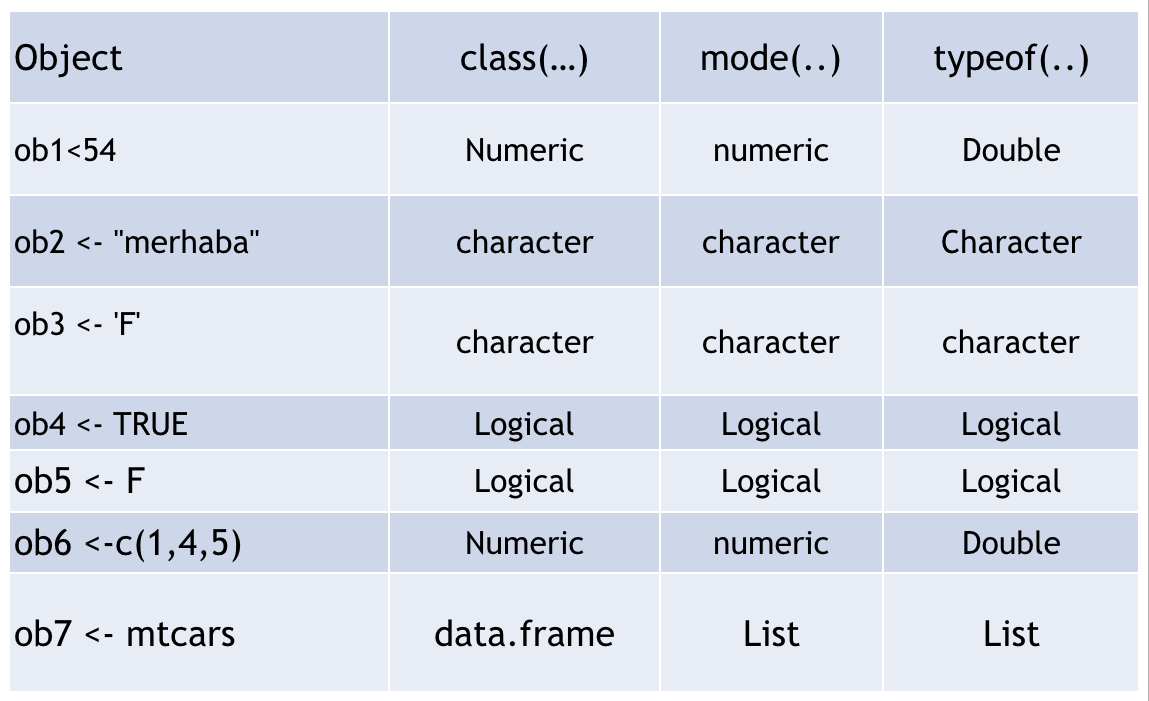 Object class(…) mode(..) typeof(..)
ob1<54 Numeric numeric Double
ob2 <- "merhaba" character character Character
ob3 <- 'F' character character character
ob4 <- TRUE Logical Logical Logical
ob5 <- F Logical Logical Logical
ob6 <-c(1,4,5) Numeric numeric Double
ob7 <- mtcars data.frame List List